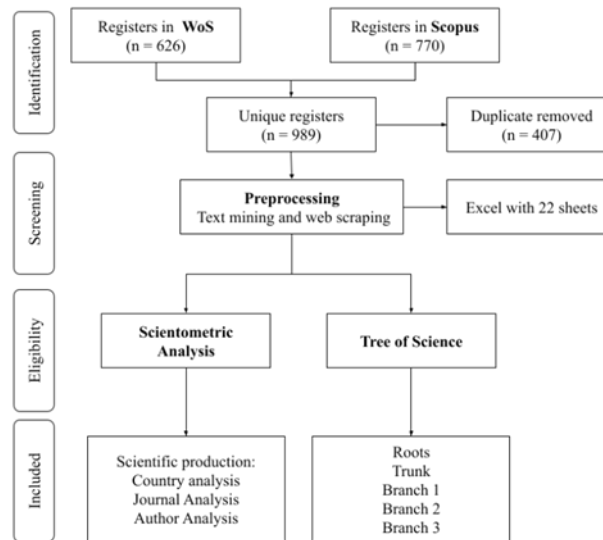 Identification
Registers in WoS
(n = 626)
Registers in Scopus
(n = 770)
Unique registers
(n = 989)
Duplicate removed
(n = 407)
Screening
Preprocessing
Text mining and web scraping
Excel with 22 sheets
Eligibility
Scientometric
Analysis
Tree of Science
Included
Scientific production:
Country analysis
Journal Analysis
Author Analysis
Roots
Trunk
Branch 1
Branch 2
Branch 3